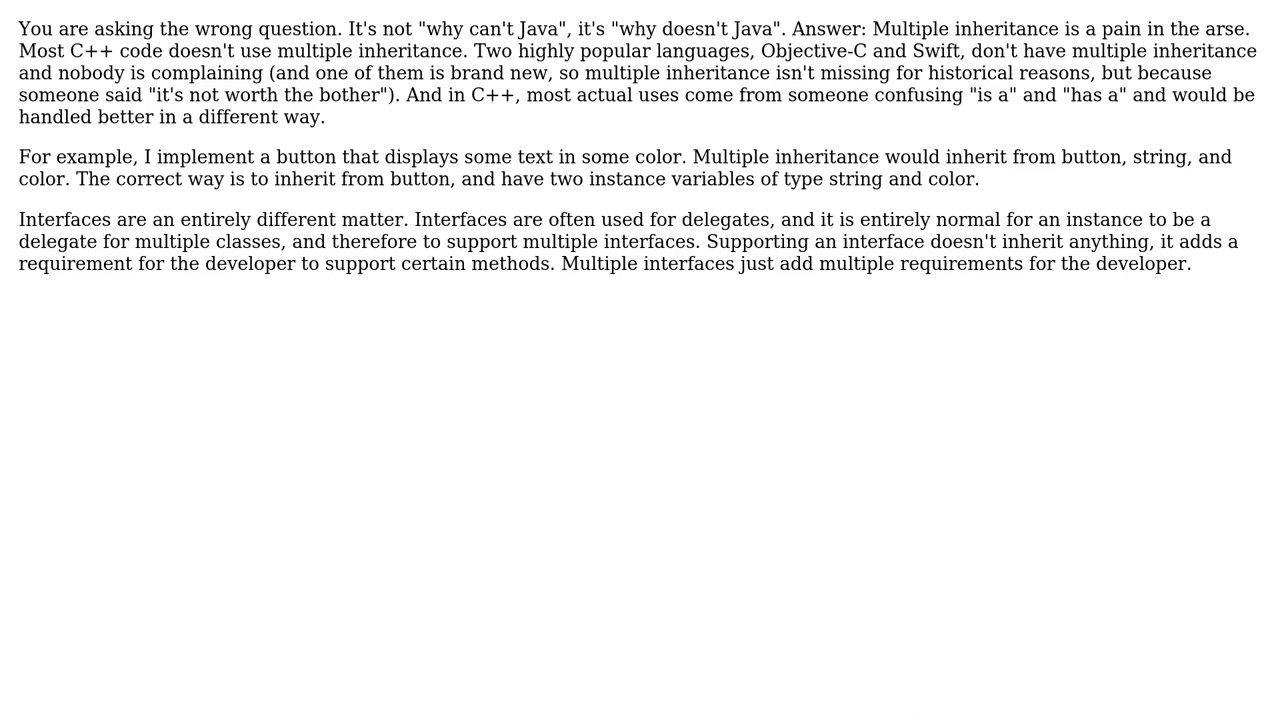 You are asking the wrong question. It's not "why can't Java", it's "why doesn't Java". Answer: Multiple inheritance is a pain in the arse.
Most C++ code doesn't use multiple inheritance. Two highly popular languages, Objective-C and Swift, don't have multiple inheritance
and nobody is complaining (and one of them is brand new, so multiple inheritance isn't missing for historical reasons, but because
someone said "it's not worth the bother"). And in C++, most actual uses come from someone confusing "is a" and "has a" and would be
handled better in a different way.
For example, I implement a button that displays some text in some color. Multiple inheritance would inherit from button, string, and
color. The correct way is to inherit from button, and have two instance variables of type string and color.
Interfaces are an entirely different matter. Interfaces are often used for delegates, and it is entirely normal for an instance to be a
delegate for multiple classes, and therefore to support multiple interfaces. Supporting an interface doesn't inherit anything, it adds a
requirement for the developer to support certain methods. Multiple interfaces just add multiple requirements for the developer.